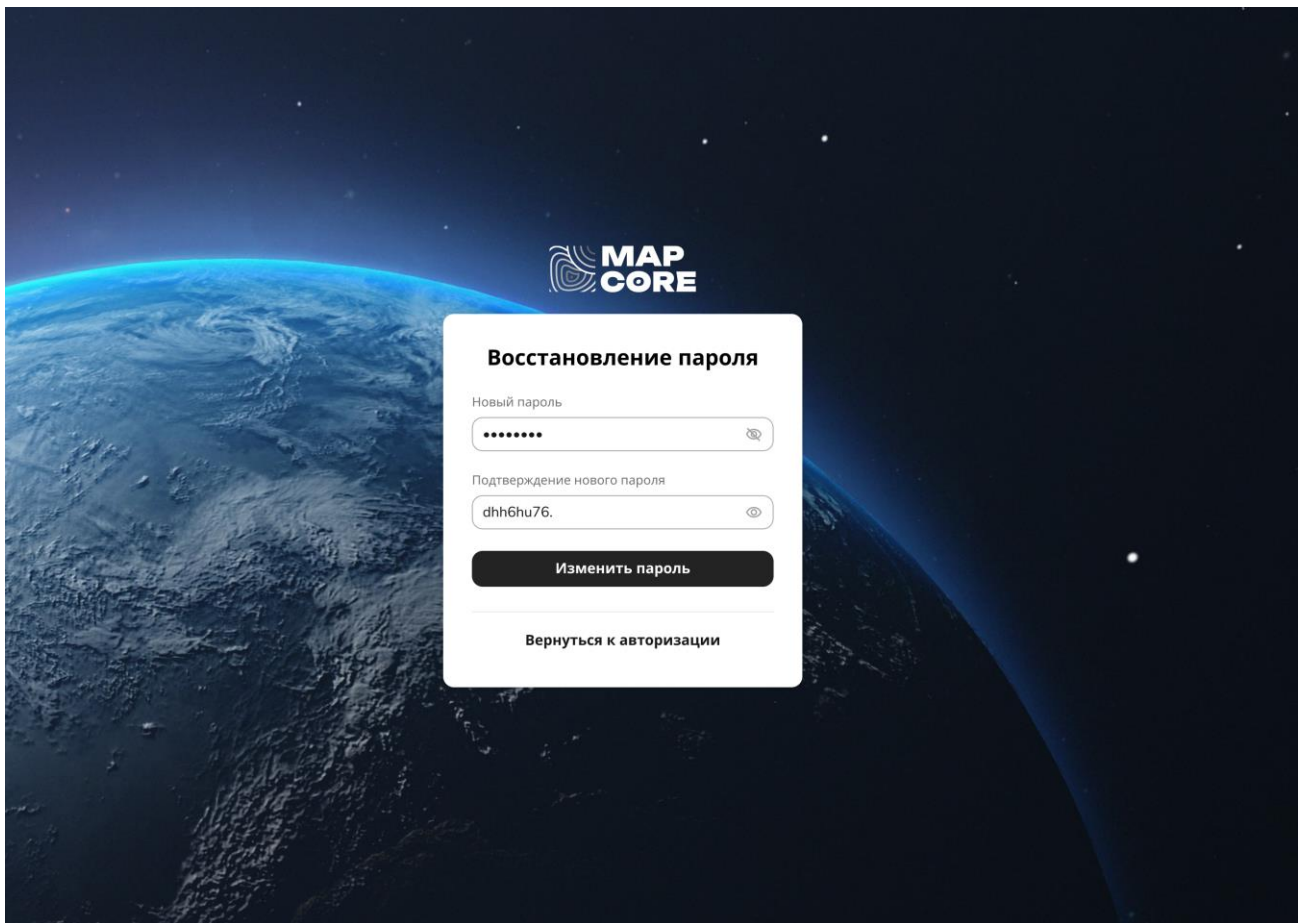 MAP
CORE
Восстановление пароля
Новый пароль
••••••••
Подтверждение нового пароля
dhh6hu76.
Изменить пароль
Вернуться к авторизации